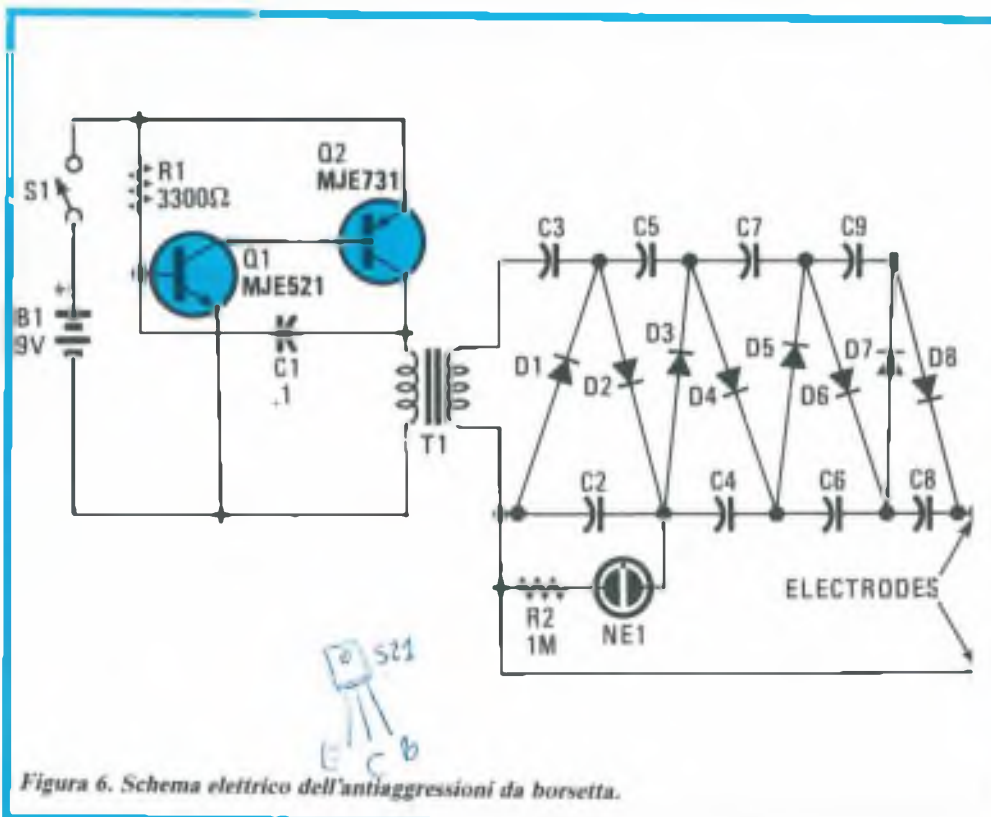 Q2
MJE731
R1
3300Ω
S1
Q1
MJE521
+
B1
9V
C1
.1
T1
C3
C5
C7
C9
D1
D2
D3
D4
D5
D6
D7
D8
C2
C4
C6
C8
R2
1M
NE1
ELECTRODES
521
E C B
Figura 6. Schema elettrico dell'antiaggressioni da borsetta.